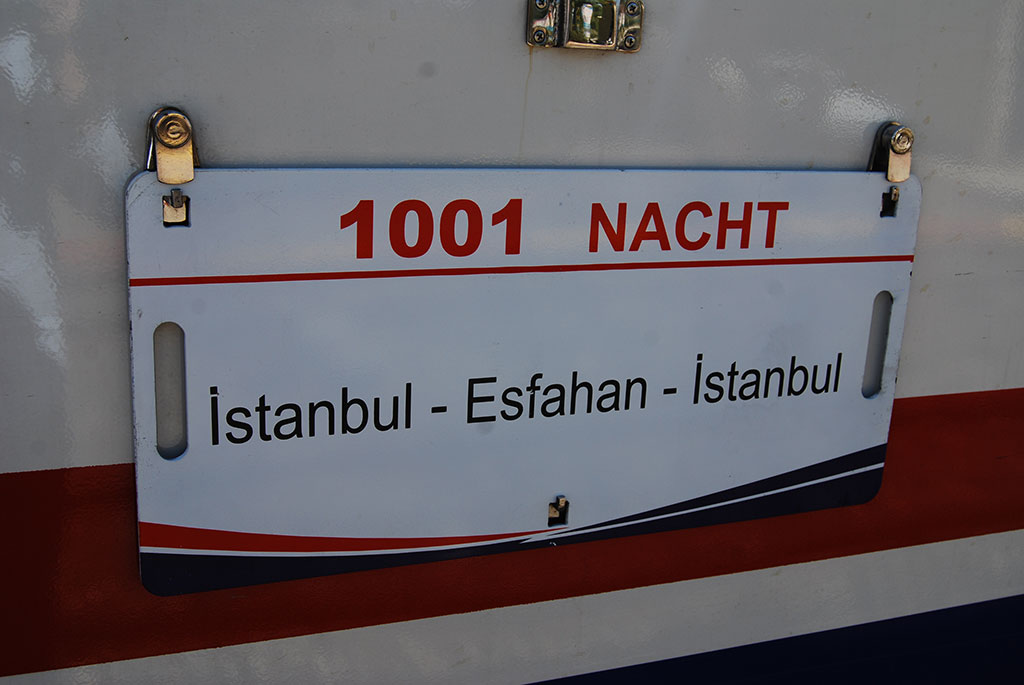 1001 NACHT
İstanbul - Esfahan - İstanbul